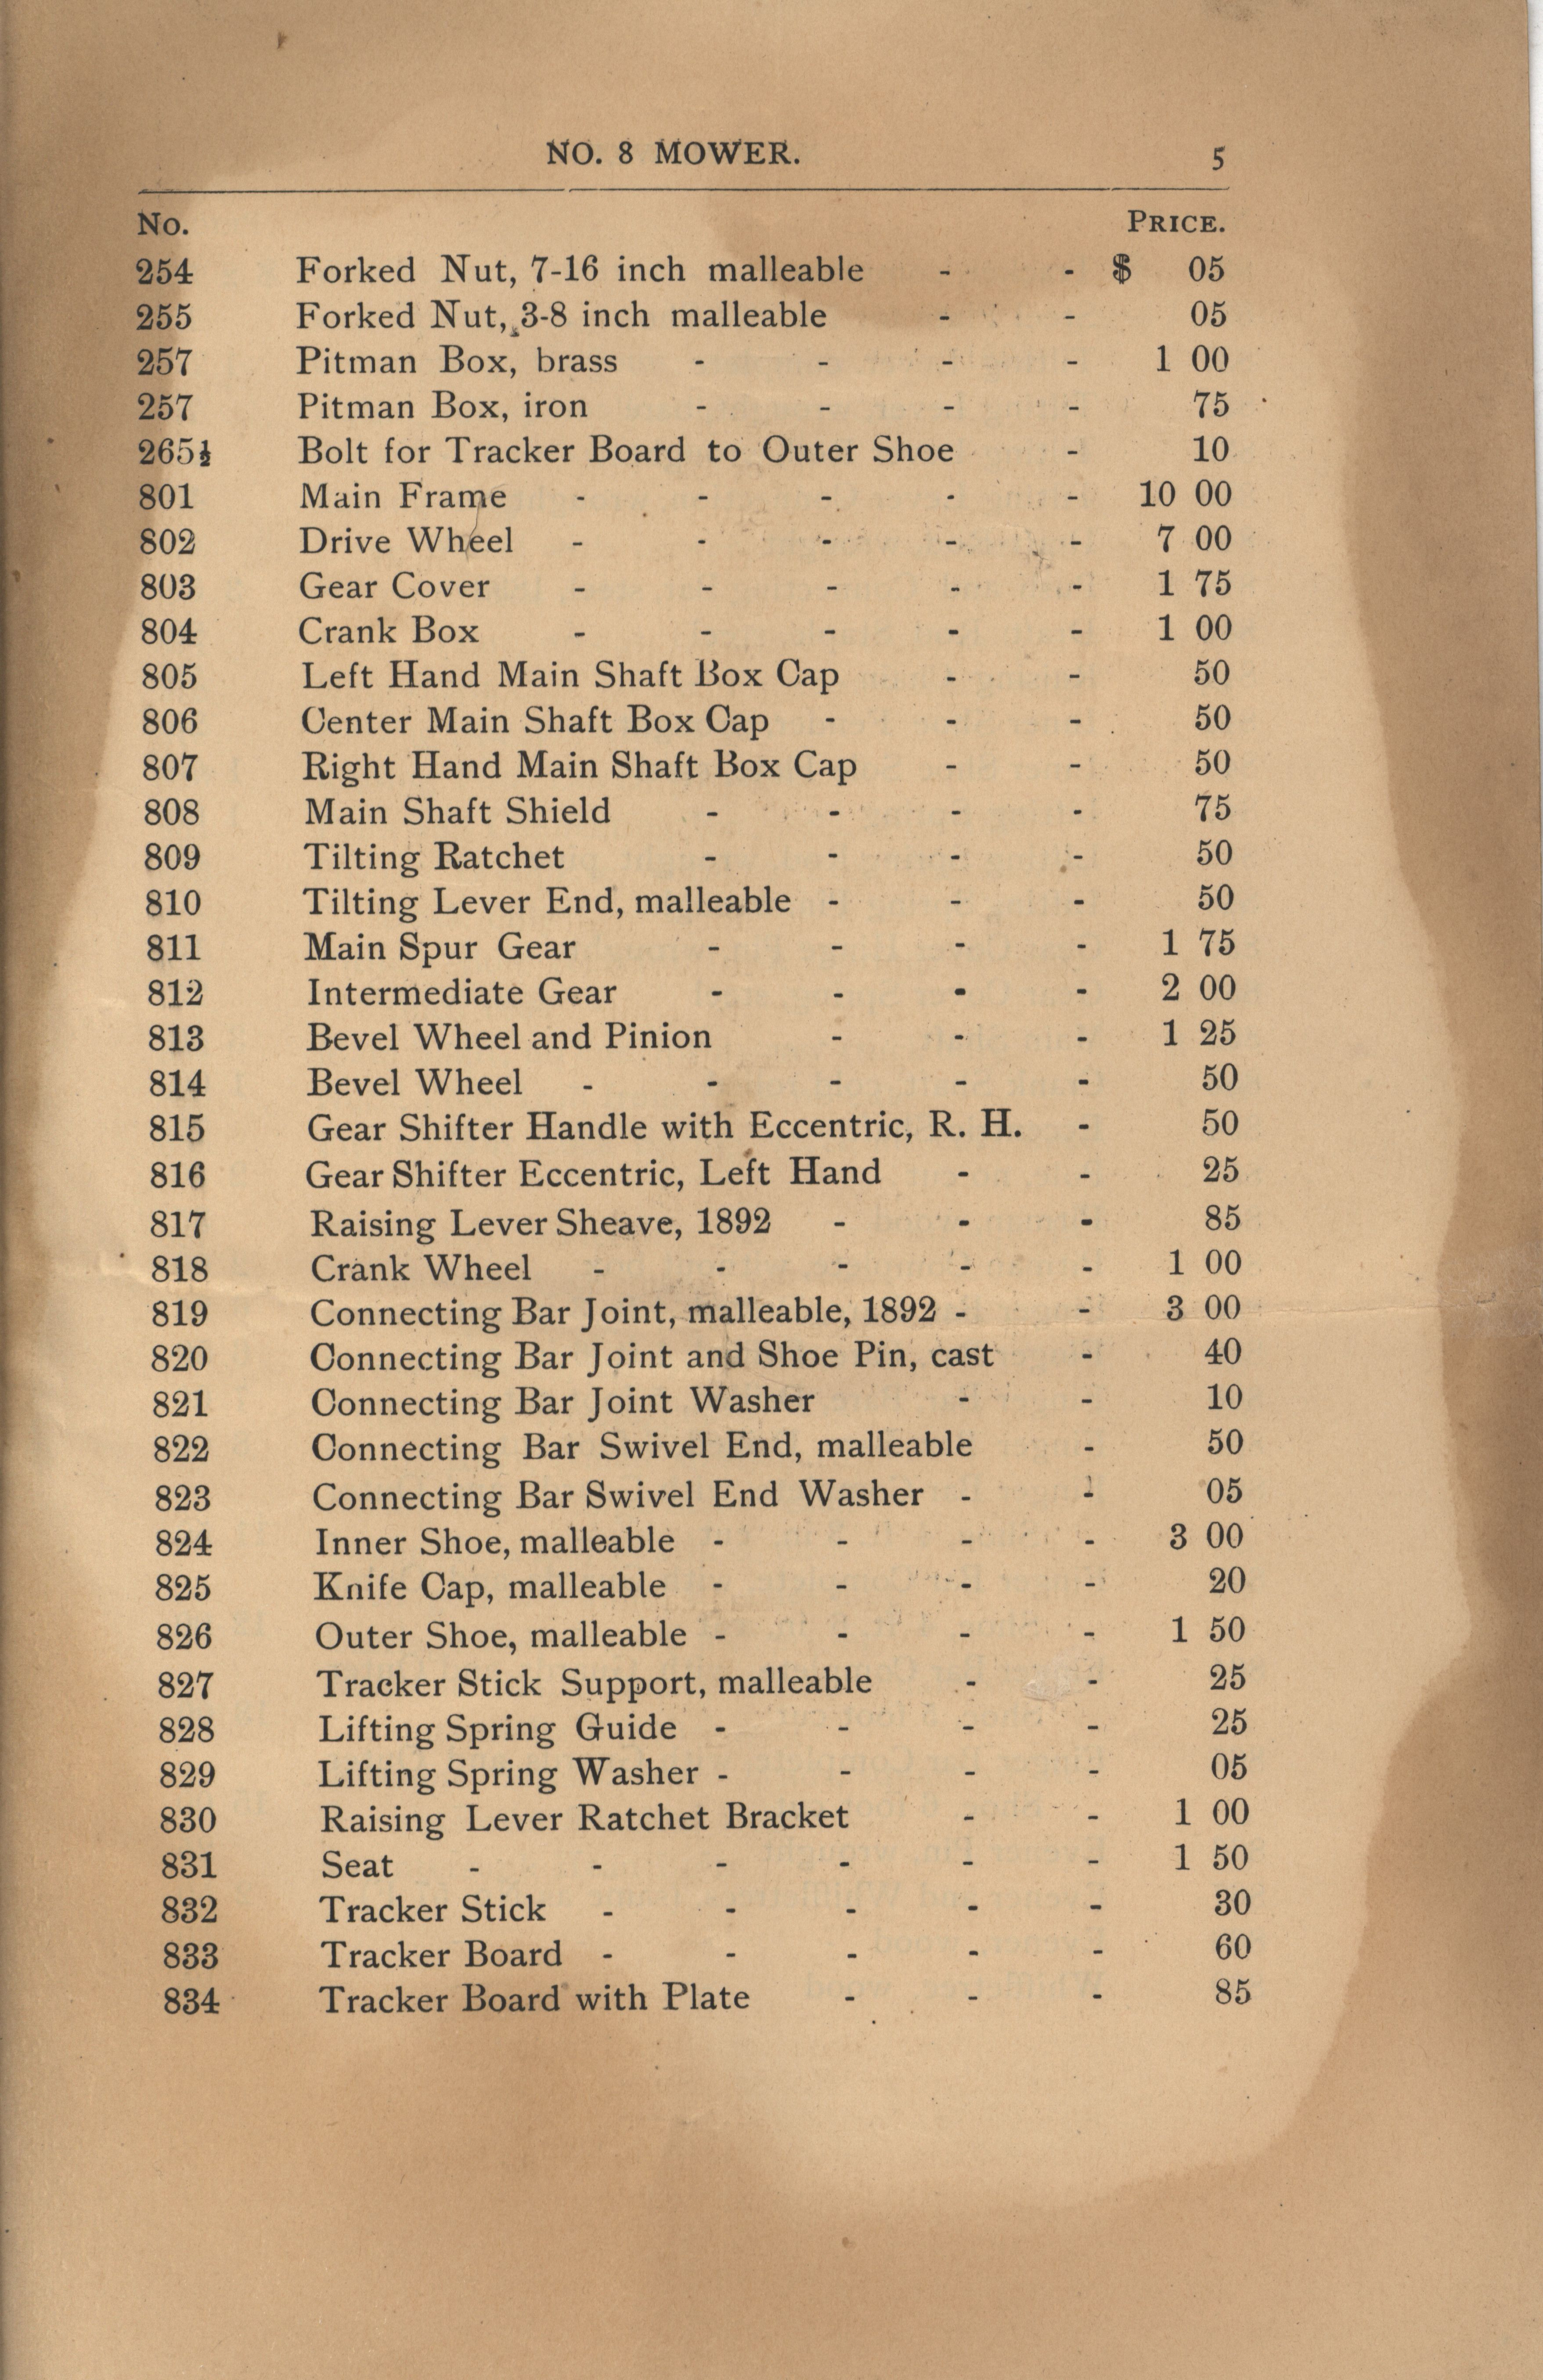 NO. 8 MOWER. 5
No. PRICE.
254 Forked Nut, 7-16 inch malleable - - $ 05
255 Forked Nut, 3-8 inch malleable - - 05
257 Pitman Box, brass - - - - 1 00
257 Pitman Box, iron - - - - 75
265½ Bolt for Tracker Board to Outer Shoe - 10
801 Main Frame - - - - - 10 00
802 Drive Wheel - - - - - 7 00
803 Gear Cover - - - - - 1 75
804 Crank Box - - - - - 1 00
805 Left Hand Main Shaft Box Cap - - 50
806 Center Main Shaft Box Cap - - - 50
807 Right Hand Main Shaft Box Cap - - 50
808 Main Shaft Shield - - - - 75
809 Tilting Ratchet - - - - 50
810 Tilting Lever End, malleable - - - 50
811 Main Spur Gear - - - - 1 75
812 Intermediate Gear - - - - 2 00
813 Bevel Wheel and Pinion - - - 1 25
814 Bevel Wheel - - - - - 50
815 Gear Shifter Handle with Eccentric, R. H. - 50
816 Gear Shifter Eccentric, Left Hand - - 25
817 Raising Lever Sheave, 1892 - - - 85
818 Crank Wheel - - - - - 1 00
819 Connecting Bar Joint, malleable, 1892 - - 3 00
820 Connecting Bar Joint and Shoe Pin, cast - 40
821 Connecting Bar Joint Washer - - 10
822 Connecting Bar Swivel End, malleable - 50
823 Connecting Bar Swivel End Washer - - 05
824 Inner Shoe, malleable - - - - 3 00
825 Knife Cap, malleable - - - - 20
826 Outer Shoe, malleable - - - - 1 50
827 Tracker Stick Support, malleable - - 25
828 Lifting Spring Guide - - - - 25
829 Lifting Spring Washer - - - - 05
830 Raising Lever Ratchet Bracket - - 1 00
831 Seat - - - - - - 1 50
832 Tracker Stick - - - - - 30
833 Tracker Board - - - - - 60
834 Tracker Board with Plate - - - 85